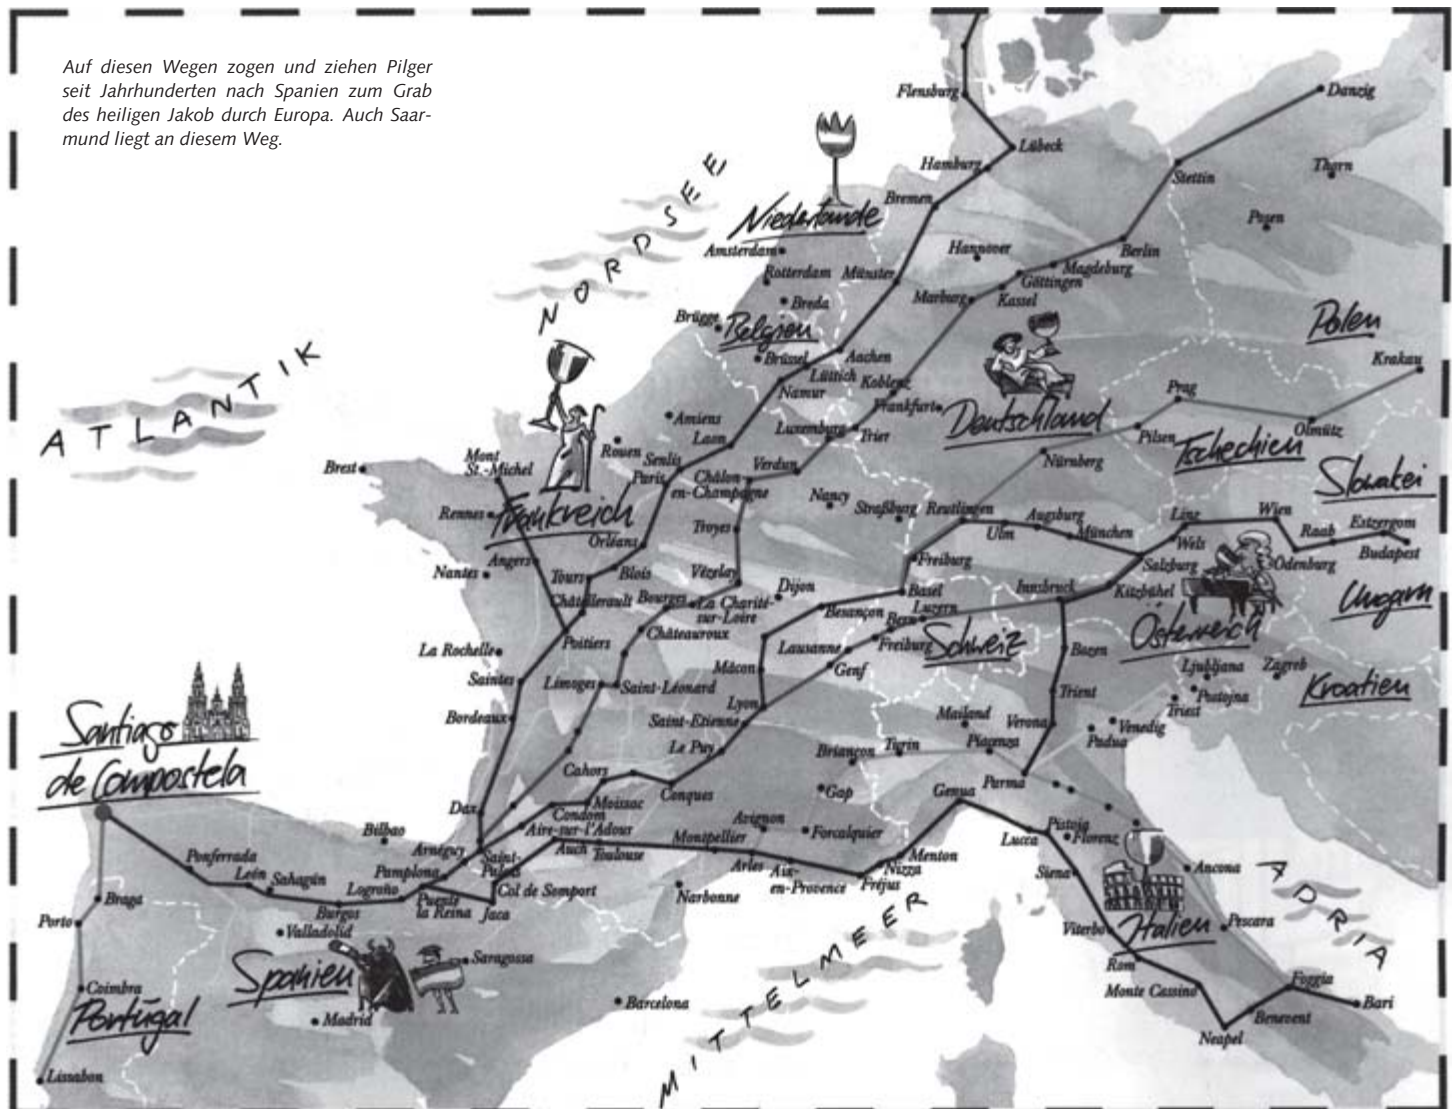 Auf diesen Wegen zogen und ziehen Pilger
seit Jahrhunderten nach Spanien zum Grab
des heiligen Jakob durch Europa. Auch Saar-
mund liegt an diesem Weg.
Danzig
Flensburg
Lübeck
Hamburg
Thorn
Stettin
Bremen
NORDSEE
Niederlande
Posen
Amsterdam
Hannover
Berlin
Rotterdam
Münster
Magdeburg
Göttingen
Marburg
Kassel
Breda
Brügge
Belgien
Polen
Brüssel
Aachen
Lüttich
Krakau
ATLANTIK
Namur
Koblenz
Prag
Frankfurt
Amiens
Deutschland
Luxemburg
Trier
Laon
Pilsen
Olmütz
Tschechien
Rouen
Mont
St.-Michel
Brest
Senlis
Verdun
Nürnberg
Paris
Châlon
en-Champagne
Slowakei
Nancy
Straßburg
Reutlingen
Rennes
Frankreich
Troyes
Ulm
Augsburg
München
Linz
Wien
Raab
Estzergom
Budapest
Orléans
Wels
Angers
Freiburg
Salzburg
Ödenburg
Nantes
Tours
Blois
Vézelay
Dijon
Basel
Innsbruck
Kitzbühel
Ungarn
Châtellerault
Bourges
La Charité-
sur-Loire
Besançon
Luzern
Bern
Châteauroux
Österreich
Poitiers
La Rochelle
Lausanne
Freiburg
Schweiz
Bozen
Mâcon
Genf
Ljubljana
Zagreb
Saintes
Limoges
Saint-Léonard
Kroatien
Trient
Postojna
Triest
Santiago
de Compostela
Lyon
Bordeaux
Saint-Etienne
Mailand
Verona
Venedig
Padua
Le Puy
Briançon
Turin
Piacenza
Cahors
Parma
Conques
Gap
Genua
Dax
Moissac
Condom
Aire-sur-l'Adour
Avignon
Forcalquier
Pistoia
Florenz
Lucca
Bilbao
Montpellier
Arnéguy
Saint-
Palais
Auch
Toulouse
Menton
Nizza
Ponferrada
León
Sahagún
Pamplona
Arles
Aix-
en-Provence
Fréjus
Siena
Ancona
ADRIA
Logroño
Col de Somport
Narbonne
Braga
Burgos
Puente
la Reina
Jaca
Porto
Valladolid
Viterbo
Italien
Pescara
Saragossa
Spanien
MITTELMEER
Rom
Foggia
Coimbra
Portugal
Barcelona
Monte Cassino
Bari
Madrid
Benevent
Neapel
Lissabon